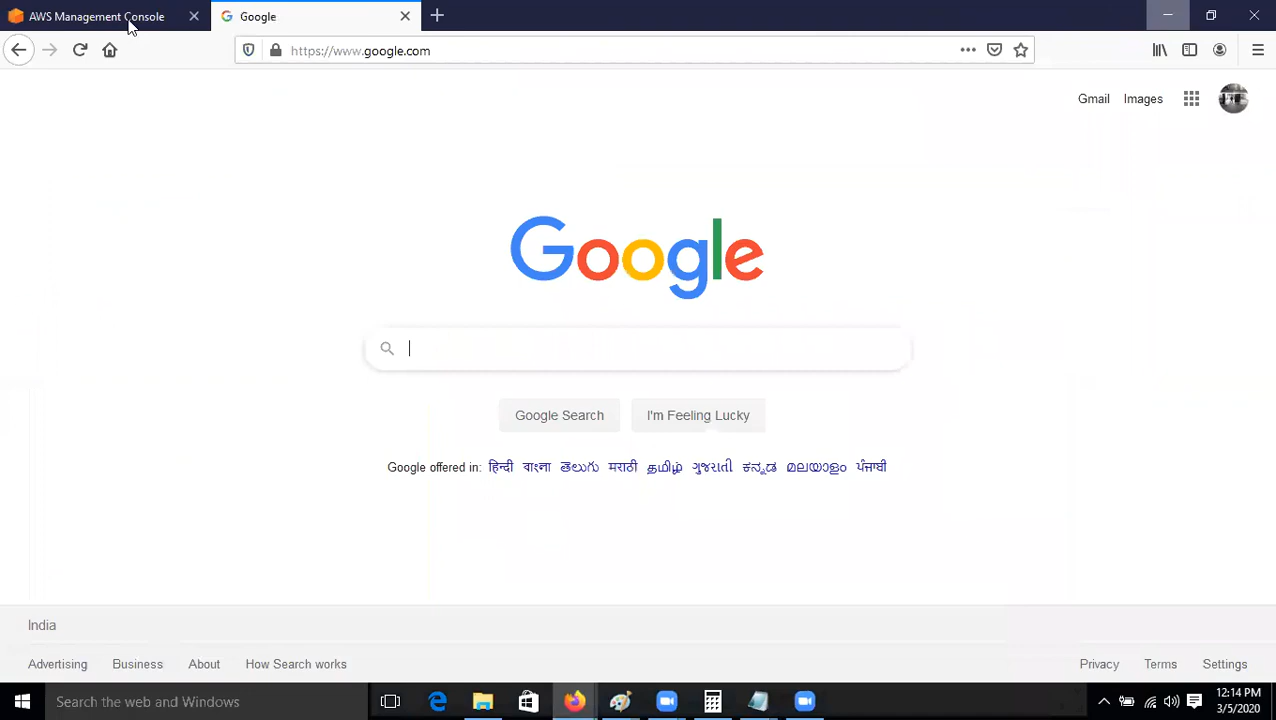 AWS Management Console
Google
https://www.google.com
Gmail Images
Google
Google Search I'm Feeling Lucky
Google offered in: हिन्दी বাংলা తెలుగు मराठी தமிழ் ગુજરાતી ಕನ್ನಡ മലയാളം ਪੰਜਾਬੀ
India
Advertising Business About How Search works Privacy Terms Settings
Search the web and Windows
12:14 PM
3/5/2020